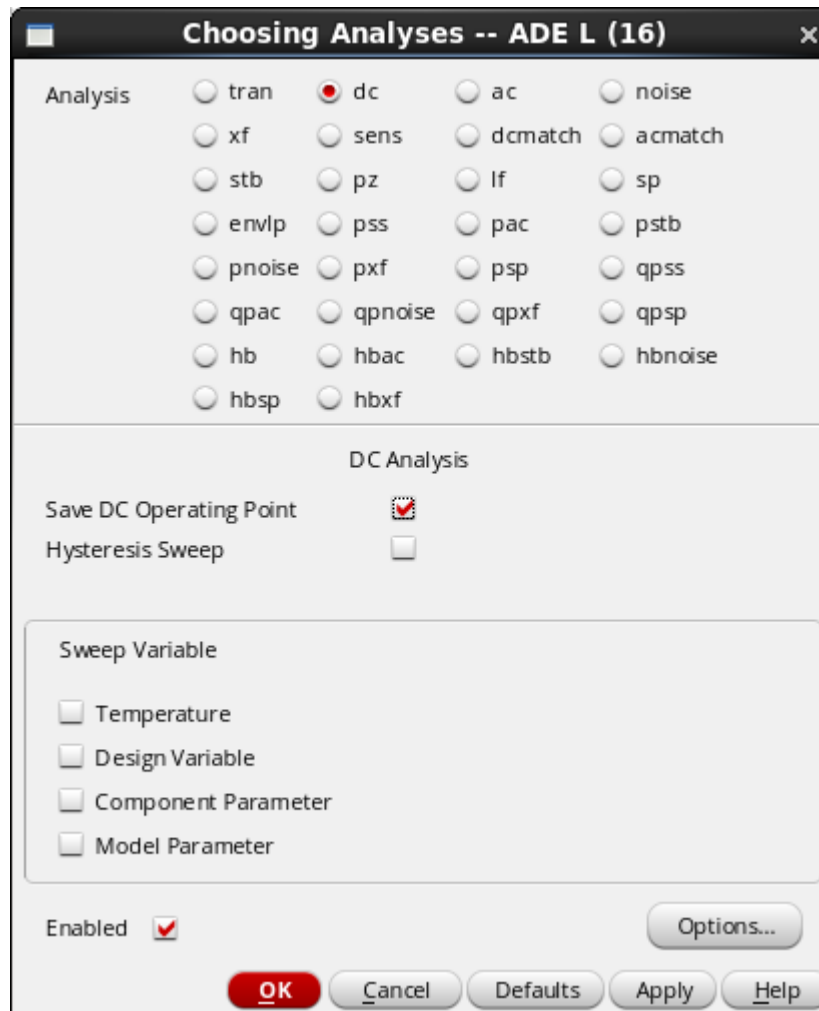 Choosing Analyses -- ADE L (16)
Analysis tran dc ac noise
xf sens dcmatch acmatch
stb pz lf sp
envlp pss pac pstb
pnoise pxf psp qpss
qpac qpnoise qpxf qpsp
hb hbac hbstb hbnoise
hbsp hbxf
DC Analysis
Save DC Operating Point
Hysteresis Sweep
Sweep Variable
Temperature
Design Variable
Component Parameter
Model Parameter
Enabled Options...
OK Cancel Defaults Apply Help